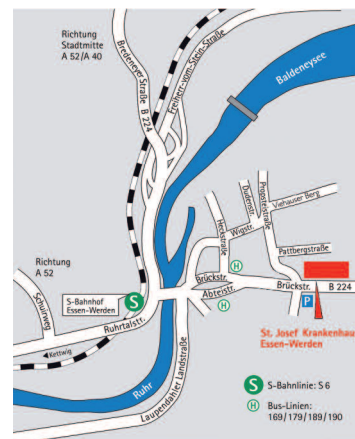 Richtung
Stadtmitte
A 52/A 40
Bredeneyer
Straße B 224
Freiherr-vom-Stein-Straße
Baldeneysee
Propsteistraße
Dudenstr.
Viehauser Berg
Heckstraße
Wigstr.
Pattbergstraße
Richtung
A 52
H
Brückstr.
S-Bahnhof
Essen-Werden
S
Abteistr.
Brückstr.
B 224
Schuirweg
H
P
Ruhrtalstr.
St. Josef Krankenhau
Essen-Werden
Kettwig
Ruhr
Laupendahler Landstraße
S
S-Bahnlinie: S 6
H
Bus-Linien:
169/179/189/190